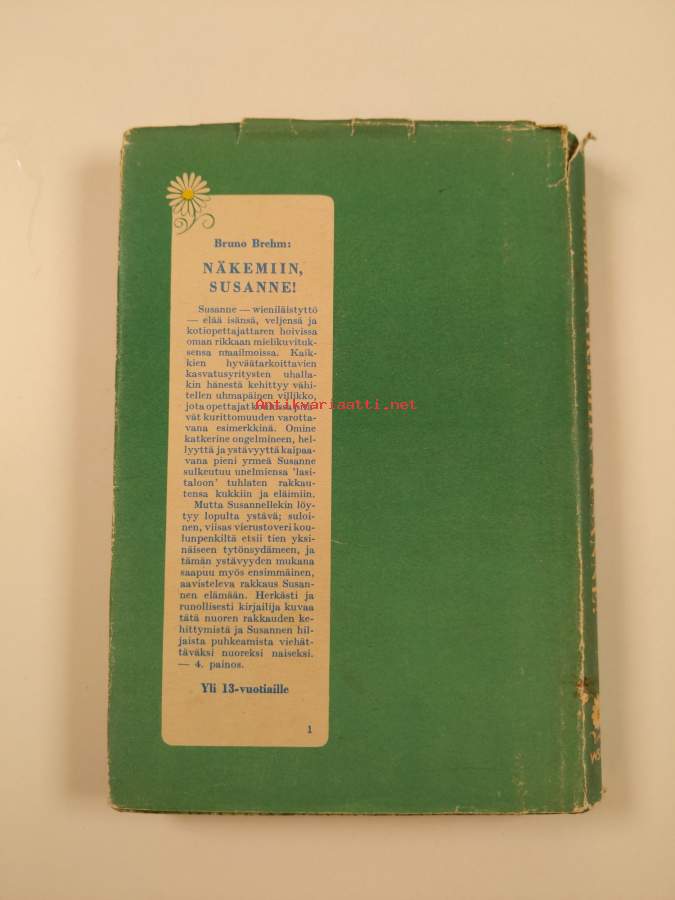 Bruno Brehm:
NÄKEMIIN,
SUSANNE!
Susanne — wieniläistyttö
— elää isänsä, veljensä ja
kotiopettajattaren hoivissa
oman rikkaan mielikuvituk-
sensa maailmoissa. Kaik-
kien hyväätarkoittavien
kasvatusyritysten uhalla-
kin hänestä kehittyy vähi-
tellen uhmapäinen villikko,
jota
vät kurittomuuden varotta-
vana esimerkkinä. Omine
katkerine ongelmineen, hel-
lyyttä ja ystävyyttä kaipaa-
vana pieni yrmeä Susanne
sulkeutuu unelmiensa 'lasi-
taloon' tuhlaten rakkau-
tensa kukkiin ja eläimiin.
Mutta Susannellekin löy-
tyy lopulta ystävä; suloi-
nen, viisas vierustoveri kou-
lunpenkiltä etsii tien yksi-
näiseen tytönsydämeen, ja
tämän ystävyyden mukana
saapuu myös ensimmäinen,
aavisteleva rakkaus Susan-
nen elämään. Herkästi ja
runollisesti kirjailija kuvaa
tätä nuoren rakkauden ke-
hittymistä ja Susannen hil-
jaista puhkeamista viehät-
täväksi nuoreksi naiseksi.
— 4. painos.
Yli 13-vuotiaille
1
Antikvariaatti.net